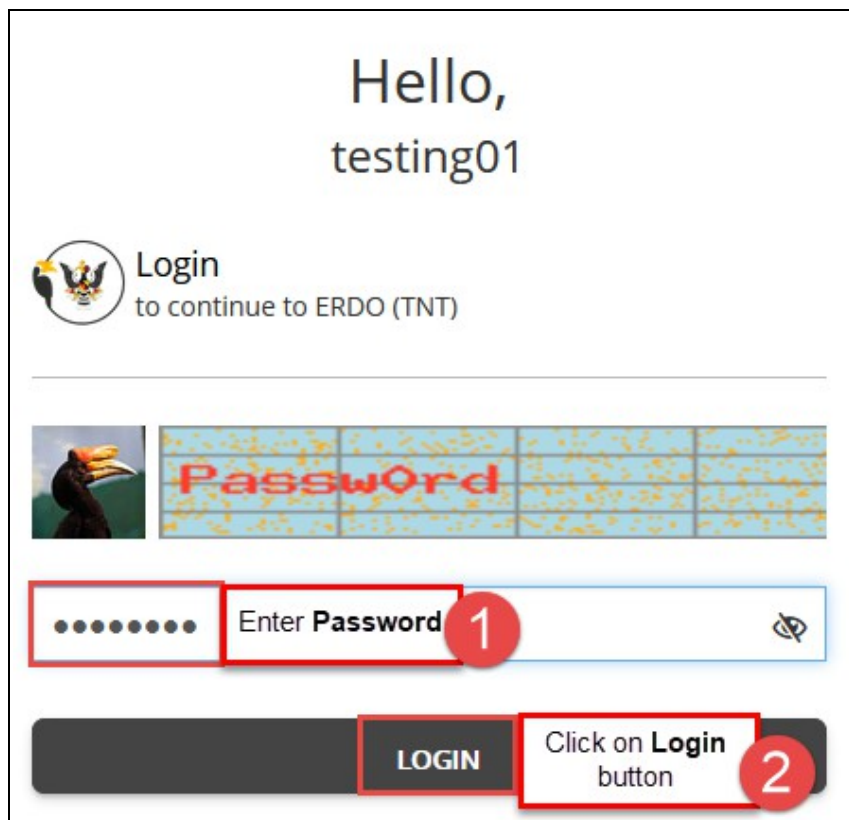 Hello,
testing01
Login
to continue to ERDO (TNT)
Passw0rd
Enter Password
1
LOGIN
Click on Login
button
2